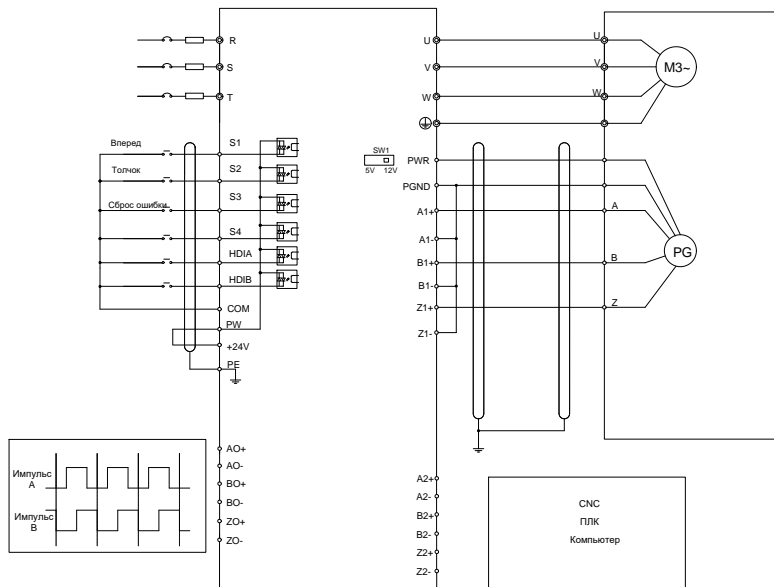 R
S
T
Вперед
Толчок
Сброс ошибки
S1
S2
S3
S4
HDIA
HDIB
COM
PW
+24V
PE
U
V
W
SW1
5V 12V
PWR
PGND
A1+
A1-
B1+
B1-
Z1+
Z1-
U
V
W
M3~
A
B
Z
PG
Импульс
A
Импульс
B
AO+
AO-
BO+
BO-
ZO+
ZO-
A2+
A2-
B2+
B2-
Z2+
Z2-
CNC
ПЛК
Компьютер